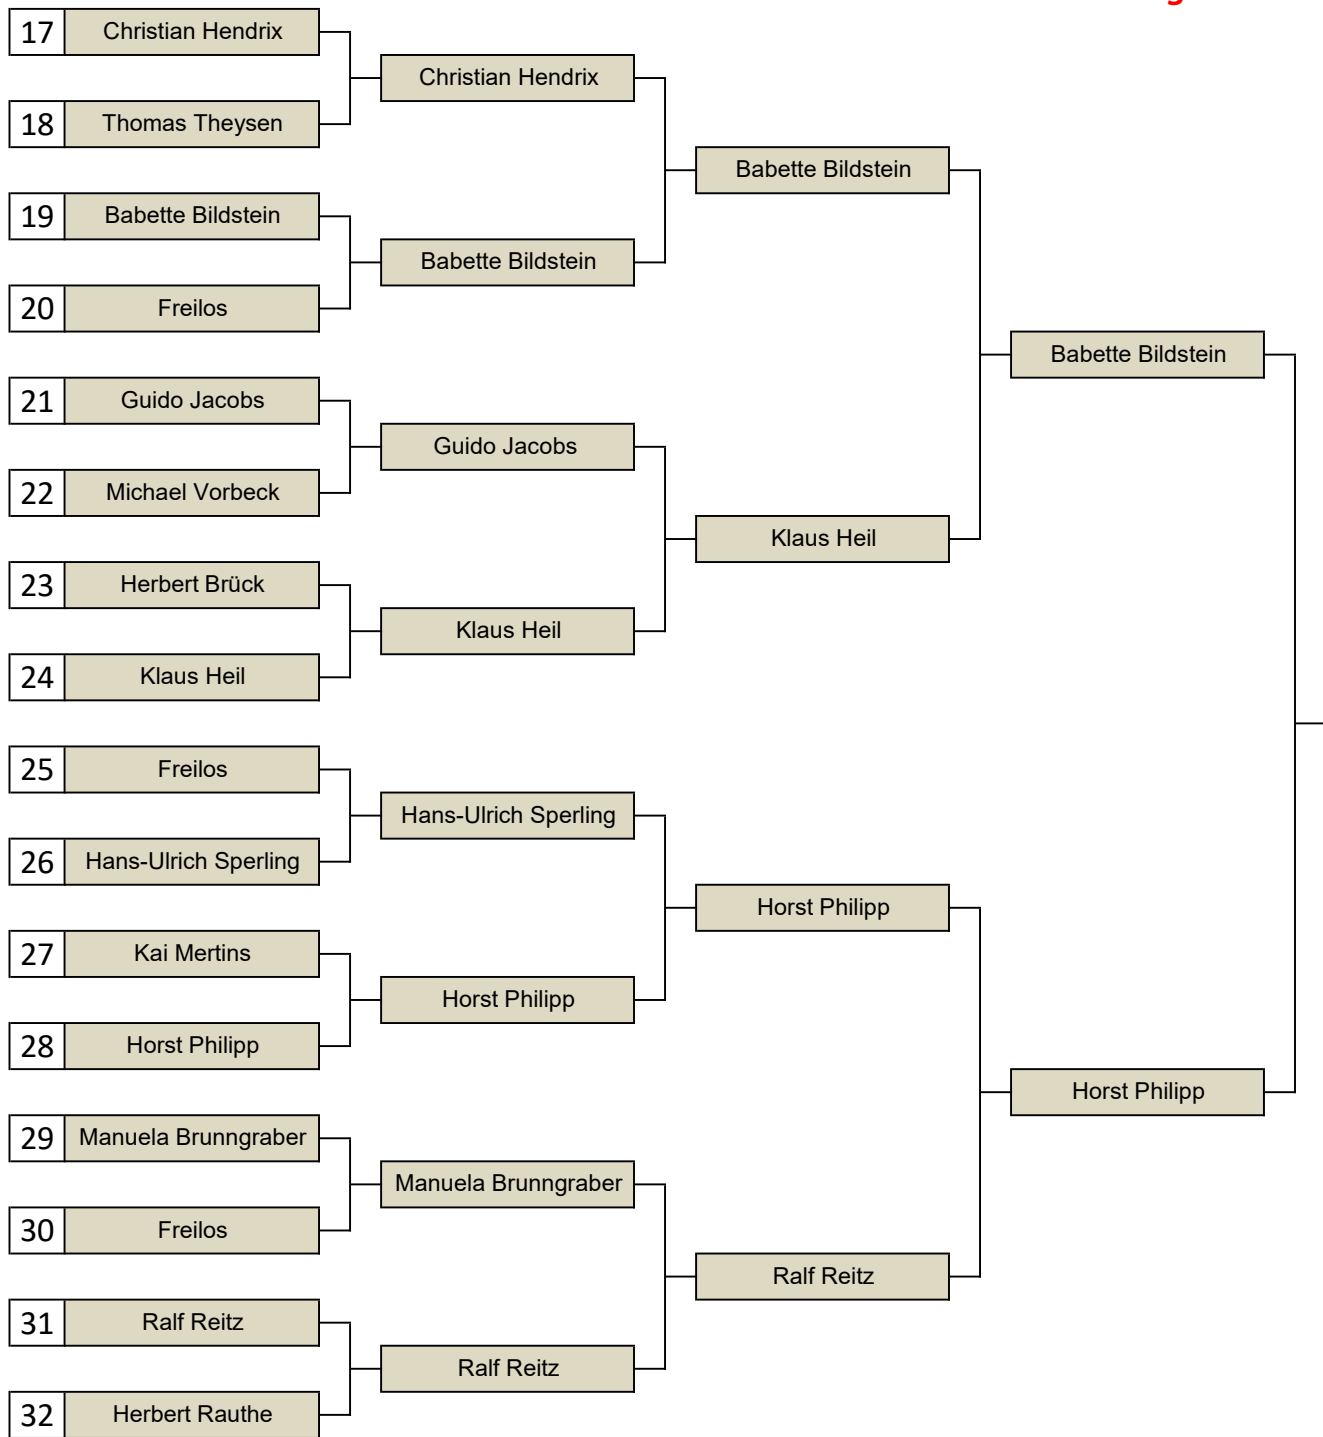 17 Christian Hendrix
Christian Hendrix
18 Thomas Theysen
Babette Bildstein
19 Babette Bildstein
Babette Bildstein
20 Freilos
Babette Bildstein
21 Guido Jacobs
Guido Jacobs
22 Michael Vorbeck
Klaus Heil
23 Herbert Brück
Klaus Heil
24 Klaus Heil
25 Freilos
Hans-Ulrich Sperling
26 Hans-Ulrich Sperling
Horst Philipp
27 Kai Mertins
Horst Philipp
28 Horst Philipp
Horst Philipp
29 Manuela Brunngraber
Manuela Brunngraber
30 Freilos
Ralf Reitz
31 Ralf Reitz
Ralf Reitz
32 Herbert Rauthe